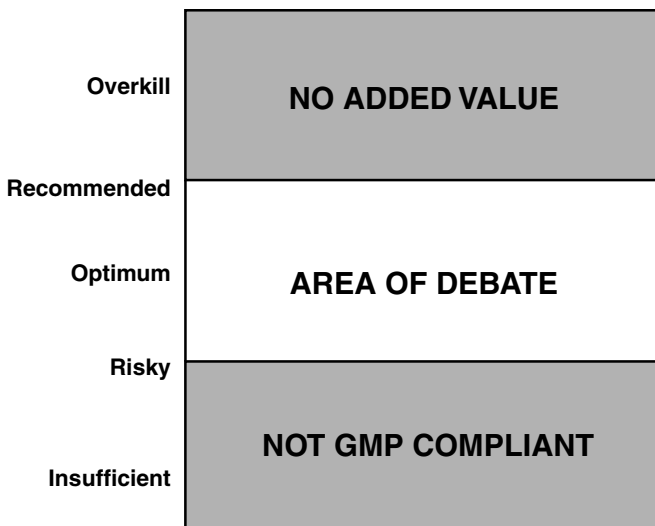 Overkill
NO ADDED VALUE
Recommended
Optimum
AREA OF DEBATE
Risky
NOT GMP COMPLIANT
Insufficient